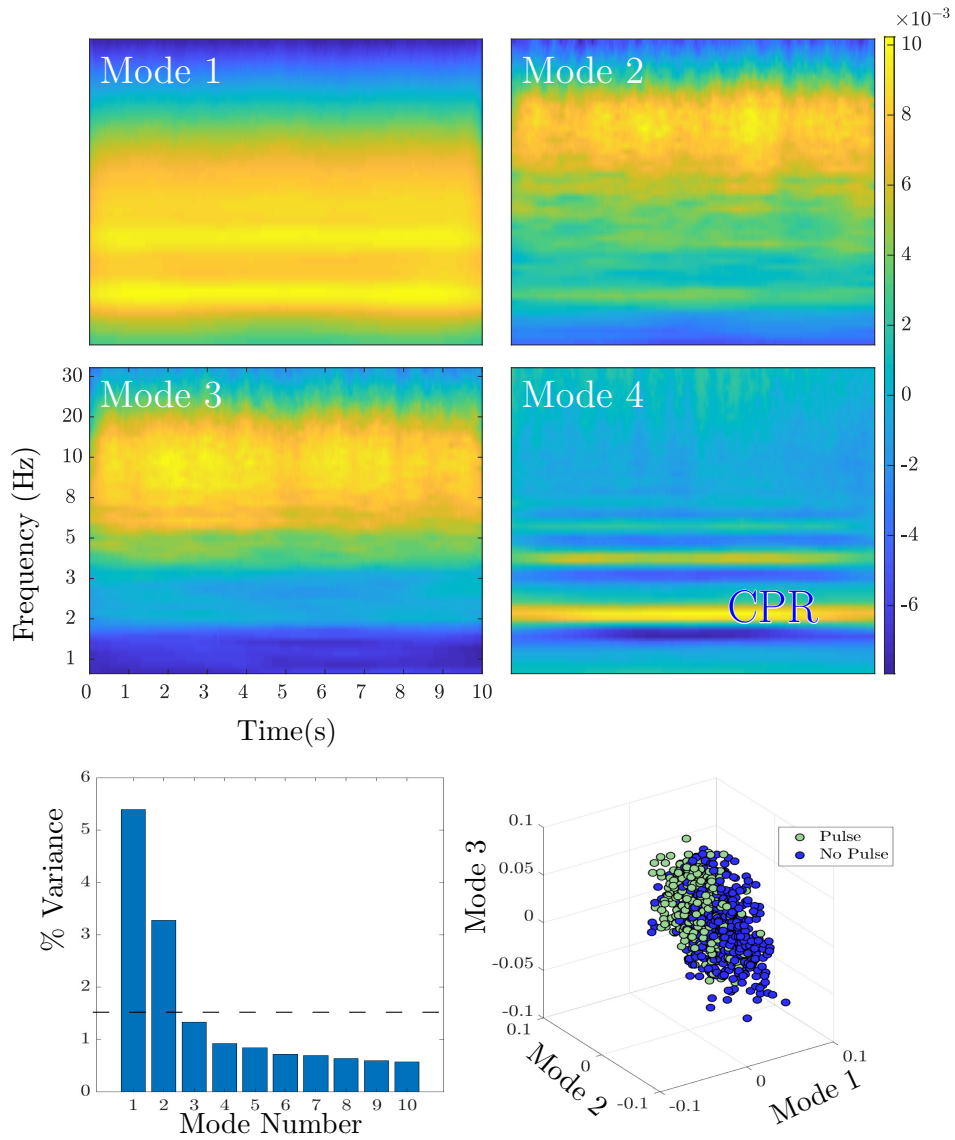 ×10⁻³
Mode 1
Mode 2
10
8
6
4
2
0
-2
-4
-6
Mode 3
Mode 4
CPR
Frequency (Hz)
30
20
10
8
5
3
2
1
0 1 2 3 4 5 6 7 8 9 10
Time(s)
% Variance
6
5
4
3
2
1
0
1 2 3 4 5 6 7 8 9 10
Mode Number
Pulse
No Pulse
Mode 3
0.1
0.05
0
-0.05
-0.1
0.1
0
-0.1
Mode 2
-0.1
0
0.1
Mode 1